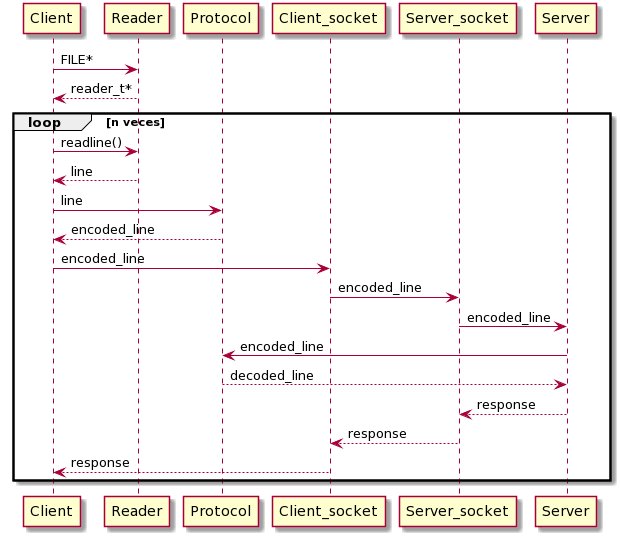 Client Reader Protocol Client_socket Server_socket Server
FILE*
reader_t*
loop [n veces]
readline()
line
line
encoded_line
encoded_line
encoded_line
encoded_line
encoded_line
decoded_line
response
response
response
Client Reader Protocol Client_socket Server_socket Server